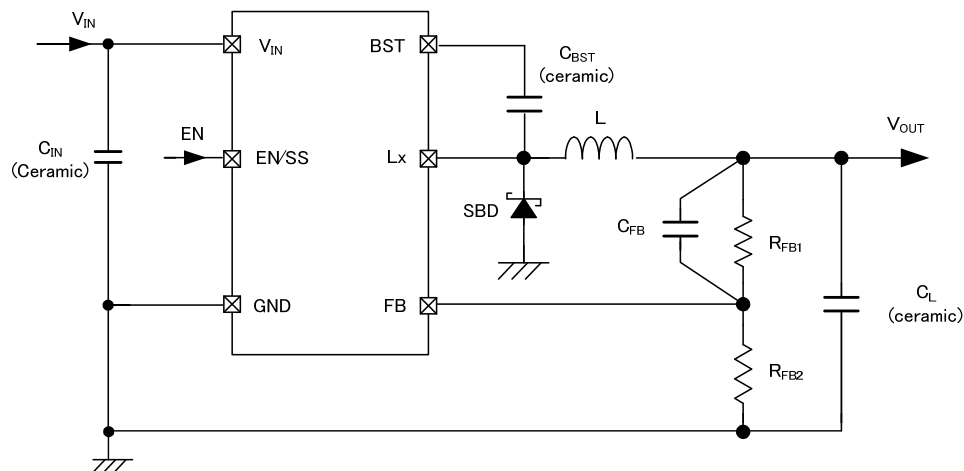 VIN
VIN
BST
CBST
(ceramic)
L
VOUT
CIN
(Ceramic)
EN
EN/SS
Lx
SBD
CFB
RFB1
GND
FB
CL
(ceramic)
RFB2